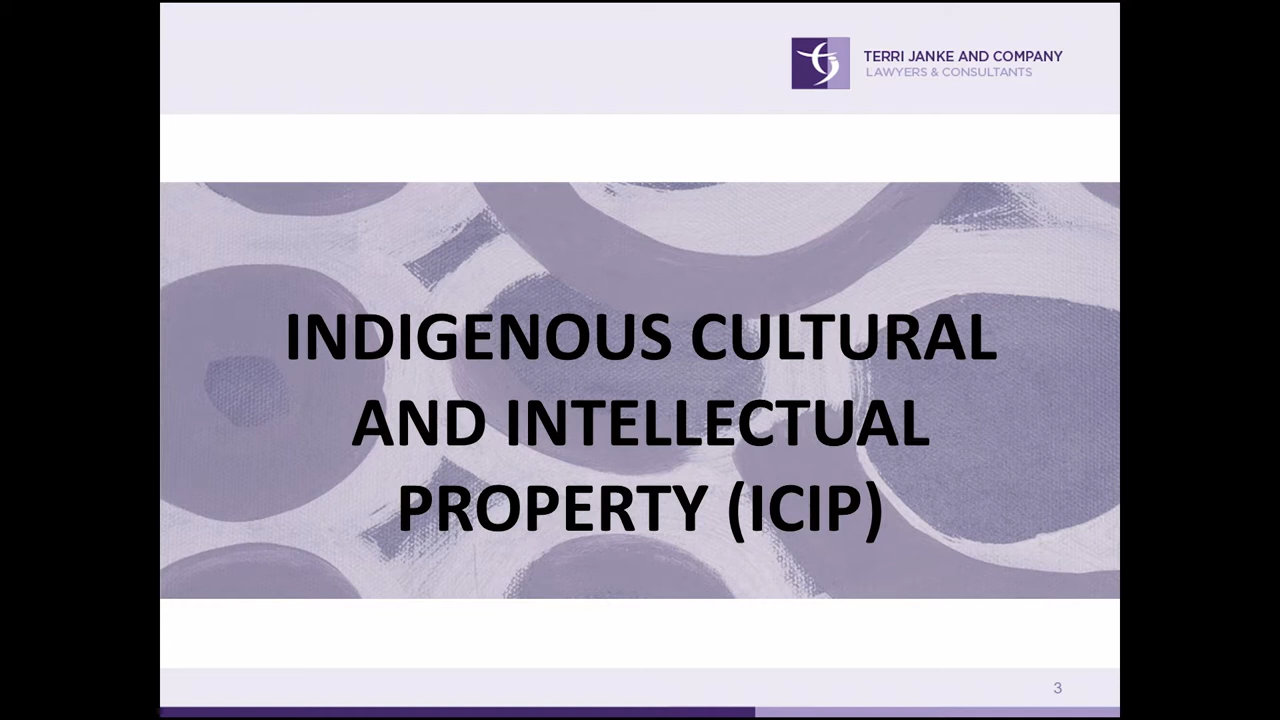 TERRI JANKE AND COMPANY
LAWYERS & CONSULTANTS
INDIGENOUS CULTURAL
AND INTELLECTUAL
PROPERTY (ICIP)
3